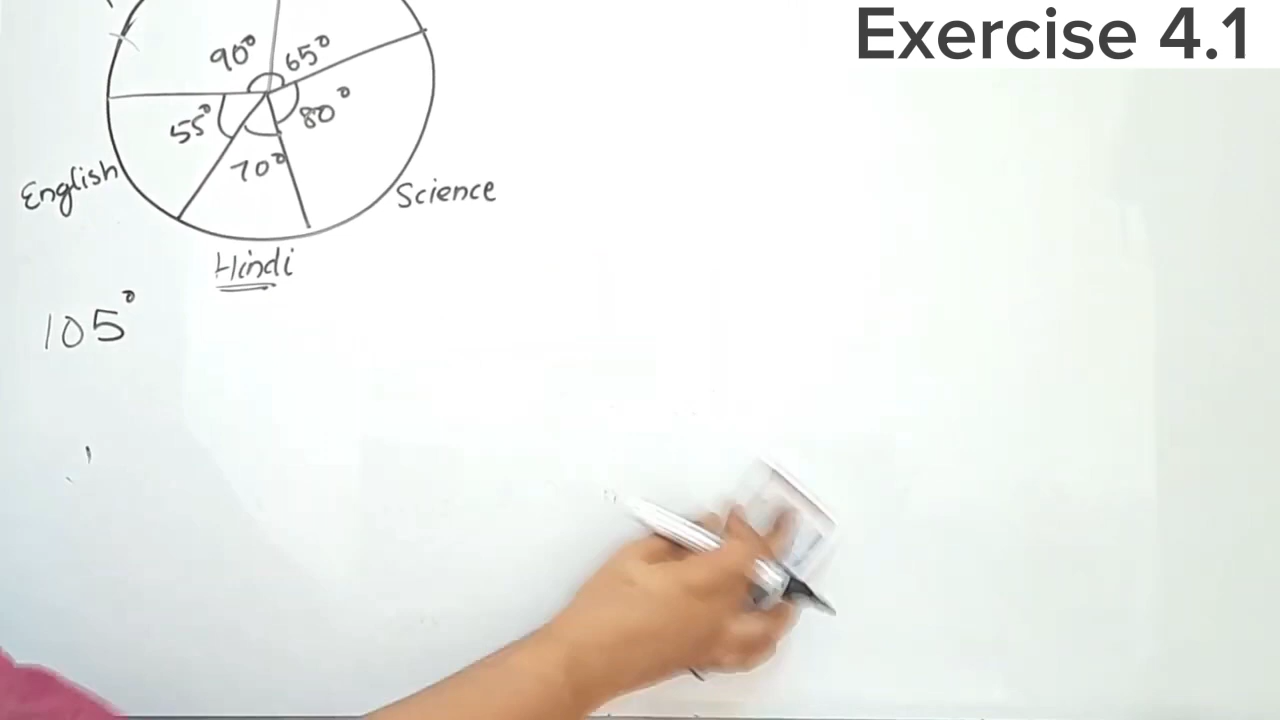 Exercise 4.1
90° 65°
55° 80°
70°
English
Science
Hindi
105°